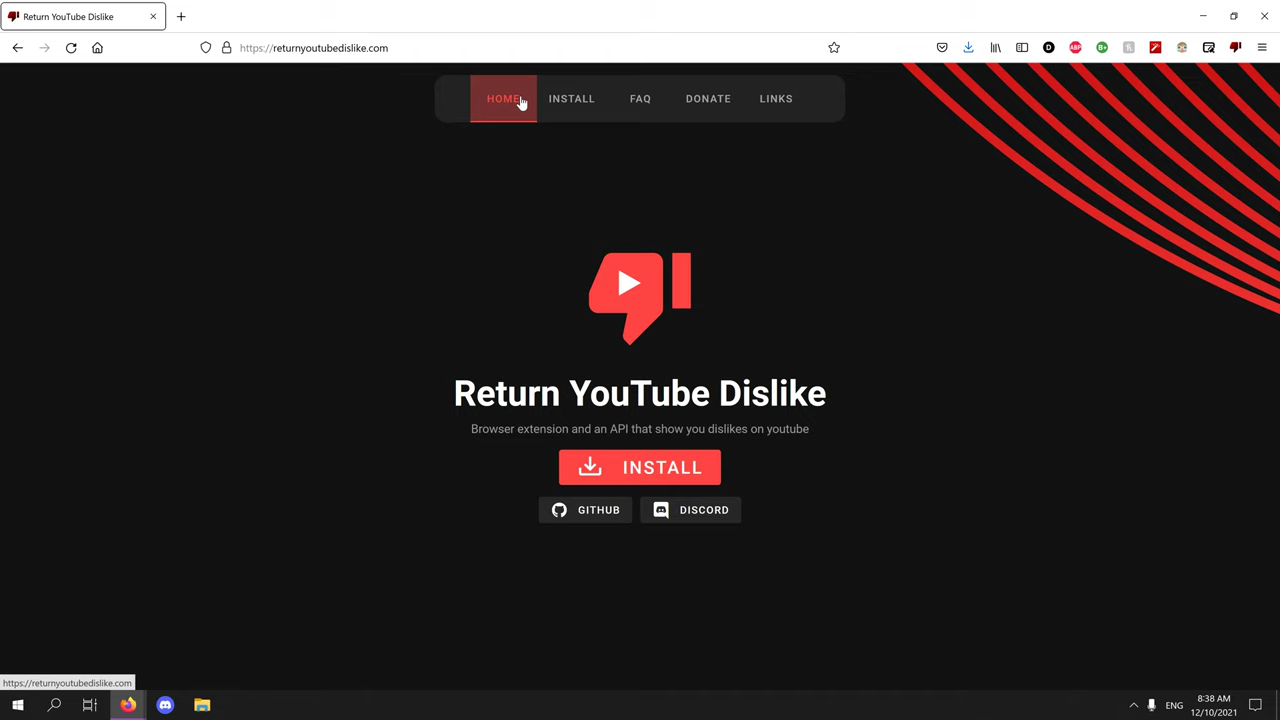 Return YouTube Dislike
https://returnyoutubedislike.com
D
ABP
B+
HOME
INSTALL
FAQ
DONATE
LINKS
Return YouTube Dislike
Browser extension and an API that show you dislikes on youtube
INSTALL
GITHUB
DISCORD
https://returnyoutubedislike.com
ENG
8:38 AM
12/10/2021